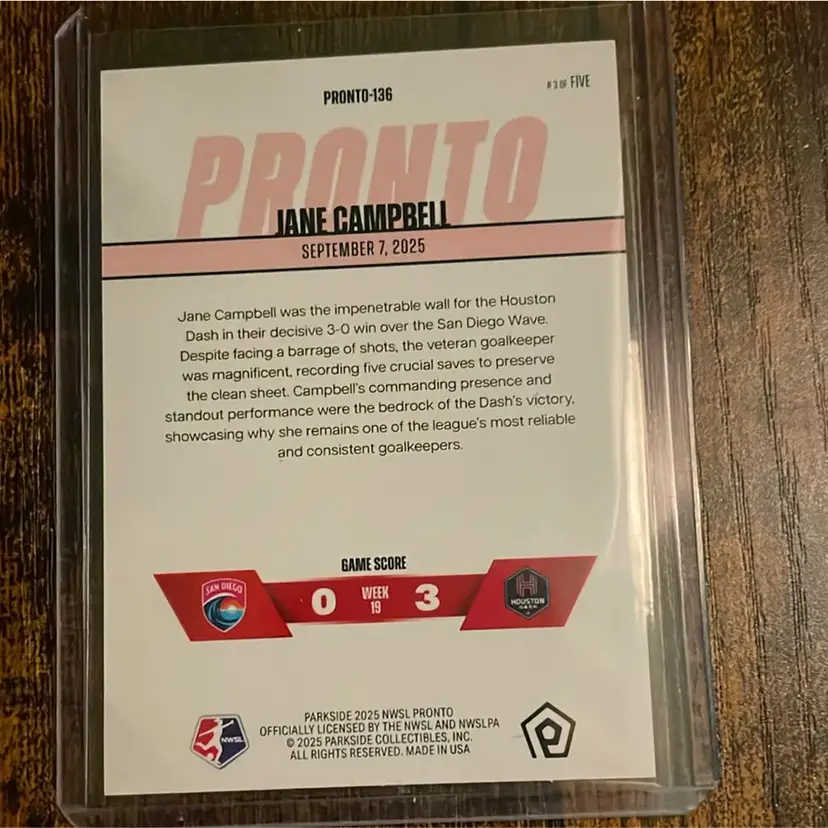 PRONTO-136
# 3 OF FIVE
PRONTO
JANE CAMPBELL
SEPTEMBER 7, 2025
Jane Campbell was the impenetrable wall for the Houston
Dash in their decisive 3-0 win over the San Diego Wave.
Despite facing a barrage of shots, the veteran goalkeeper
was magnificent, recording five crucial saves to preserve
the clean sheet. Campbell's commanding presence and
standout performance were the bedrock of the Dash's victory,
showcasing why she remains one of the league's most reliable
and consistent goalkeepers.
GAME SCORE
SAN DIEGO
0
WEEK
19
3
HOUSTON
DASH
NWSL
PARKSIDE 2025 NWSL PRONTO
OFFICIALLY LICENSED BY THE NWSL AND NWSLPA
© 2025 PARKSIDE COLLECTIBLES, INC.
ALL RIGHTS RESERVED. MADE IN USA